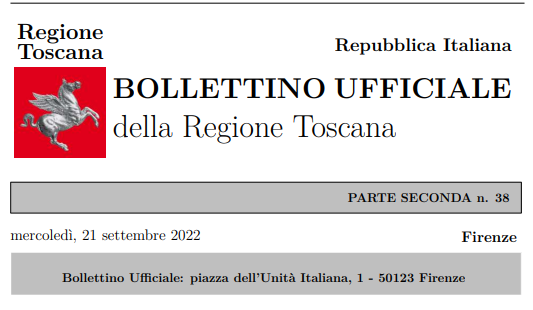 Regione
Toscana
Repubblica Italiana
BOLLETTINO UFFICIALE
della Regione Toscana
PARTE SECONDA n. 38
mercoledì, 21 settembre 2022
Firenze
Bollettino Ufficiale: piazza dell'Unità Italiana, 1 - 50123 Firenze